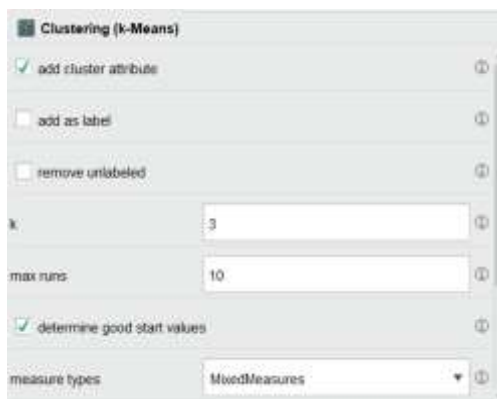 Clustering (k-Means)
add cluster attribute
add as label
remove unlabeled
k 3
max runs 10
determine good start values
measure types MixedMeasures